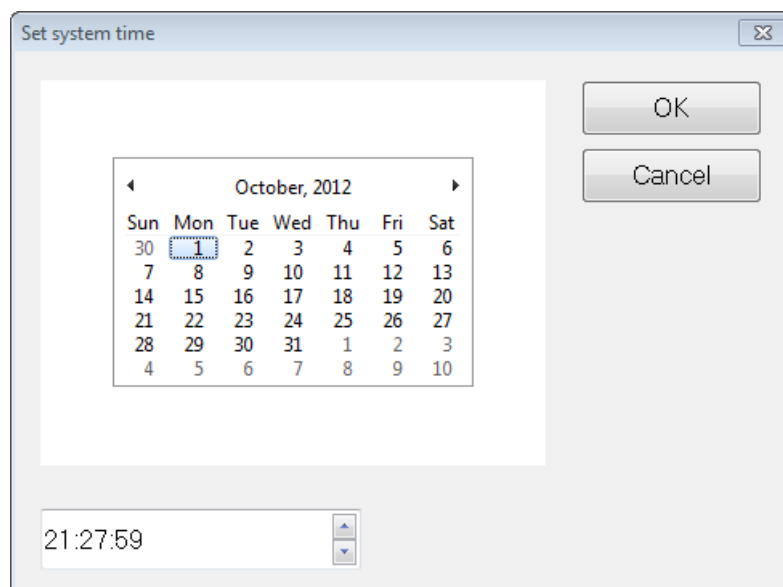 Set system time
OK
Cancel
October, 2012
Sun Mon Tue Wed Thu Fri Sat
30 1 2 3 4 5 6
7 8 9 10 11 12 13
14 15 16 17 18 19 20
21 22 23 24 25 26 27
28 29 30 31 1 2 3
4 5 6 7 8 9 10
21:27:59